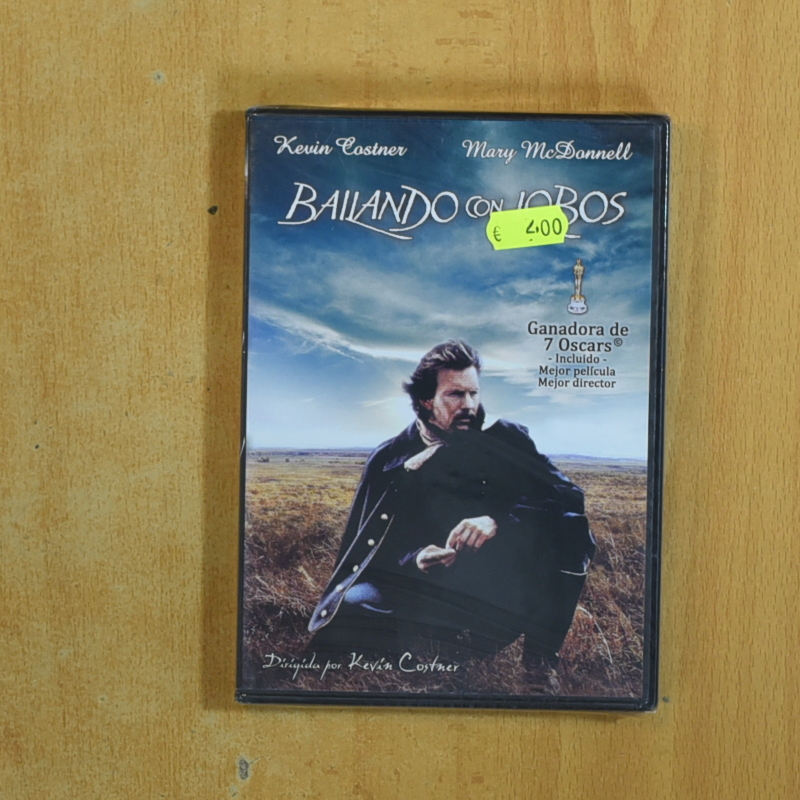 Kevin Costner Mary McDonnell
BAILANDO CON LOBOS
€ 2.00
Ganadora de
7 Oscars©
- Incluido -
Mejor película
Mejor director
Dirigida por Kevin Costner